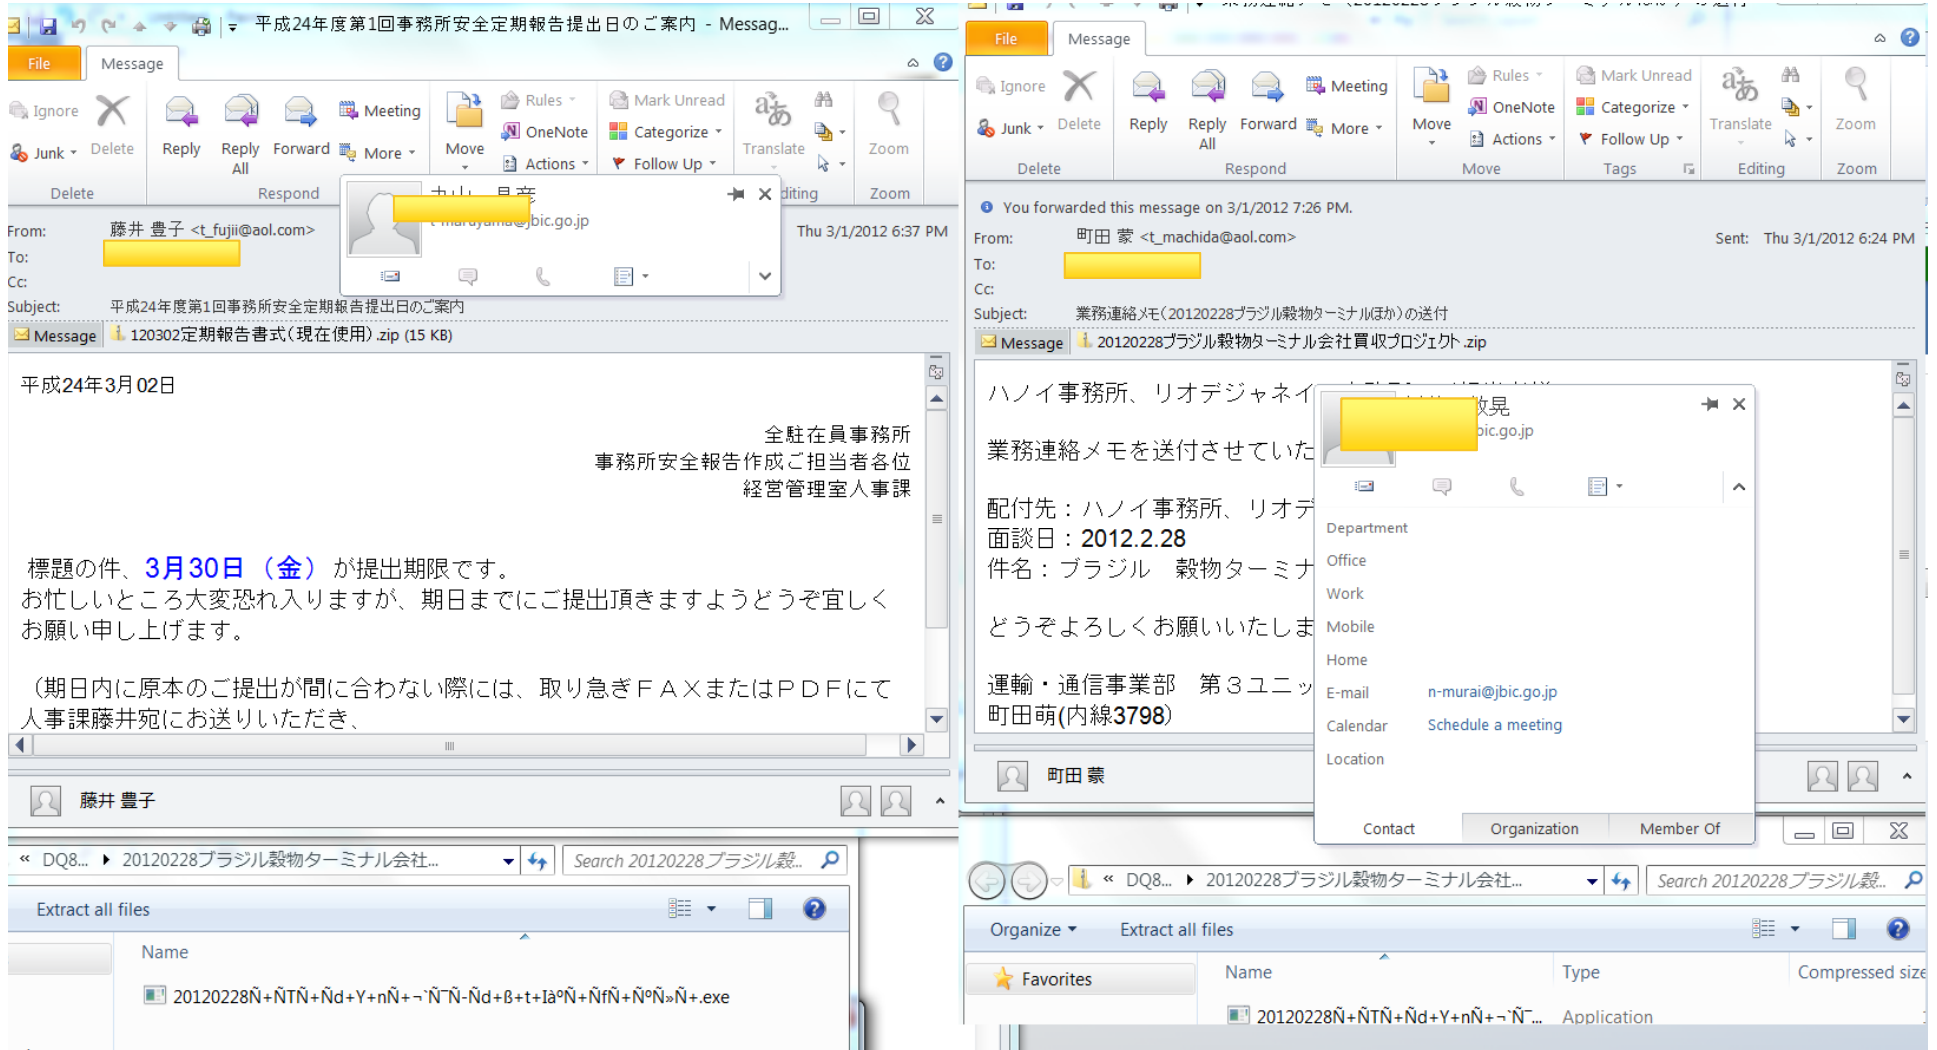 平成24年度第1回事務所安全定期報告提出日のご案内 - Messag...
File
Message
Ignore
Junk
Delete
Reply
Reply All
Forward
Meeting
More
Move
Rules
OneNote
Actions
Mark Unread
Categorize
Follow Up
Translate
Zoom
Delete
Respond
diting
Zoom
jbic.go.jp
From: 藤井 豊子 <t_fujii@aol.com>
Thu 3/1/2012 6:37 PM
To:
Cc:
Subject: 平成24年度第1回事務所安全定期報告提出日のご案内
Message
120302定期報告書式(現在使用).zip (15 KB)
平成24年3月02日
全駐在員事務所
事務所安全報告作成ご担当者各位
経営管理室人事課
標題の件、3月30日（金）が提出期限です。
お忙しいところ大変恐れ入りますが、期日までにご提出頂きますようどうぞ宜しく
お願い申し上げます。
（期日内に原本のご提出が間に合わない際には、取り急ぎＦＡＸまたはＰＤＦにて
人事課藤井宛にお送りいただき、
藤井 豊子
« DQ8... 20120228ブラジル穀物ターミナル会社...
Search 20120228ブラジル穀...
Extract all files
Name
20120228Ñ+ÑTÑ+Ñd+Y+nÑ+¬`Ñ¯Ñ-Ñd+ß+t+IàºÑ+ÑfÑ+ÑºÑ»Ñ+.exe
File
Message
Ignore
Junk
Delete
Reply
Reply All
Forward
Meeting
More
Move
Rules
OneNote
Actions
Mark Unread
Categorize
Follow Up
Translate
Zoom
Delete
Respond
Move
Tags
Editing
Zoom
You forwarded this message on 3/1/2012 7:26 PM.
From: 町田 蒙 <t_machida@aol.com>
Sent: Thu 3/1/2012 6:24 PM
To:
Cc:
Subject: 業務連絡メモ(20120228ブラジル穀物ターミナルほか)の送付
Message
20120228ブラジル穀物ターミナル会社買収プロジェクト.zip
ハノイ事務所、リオデジャネイ
業務連絡メモを送付させていた
配付先：ハノイ事務所、リオデ
面談日：2012.2.28
件名：ブラジル　穀物ターミナ
どうぞよろしくお願いいたしま
運輸・通信事業部　第３ユニッ
町田萌(内線3798)
bic.go.jp
Department
Office
Work
Mobile
Home
E-mail n-murai@jbic.go.jp
Calendar Schedule a meeting
Location
Contact
Organization
Member Of
町田 蒙
« DQ8... 20120228ブラジル穀物ターミナル会社...
Search 20120228ブラジル穀...
Organize
Extract all files
Favorites
Name
Type
Compressed size
20120228Ñ+ÑTÑ+Ñd+Y+nÑ+¬`Ñ¯...
Application